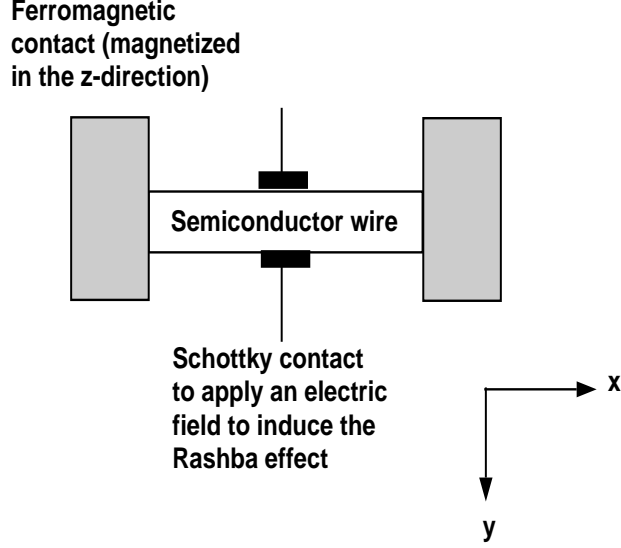 Ferromagnetic
contact (magnetized
in the z-direction)
Semiconductor wire
Schottky contact
to apply an electric
field to induce the
Rashba effect
x
y